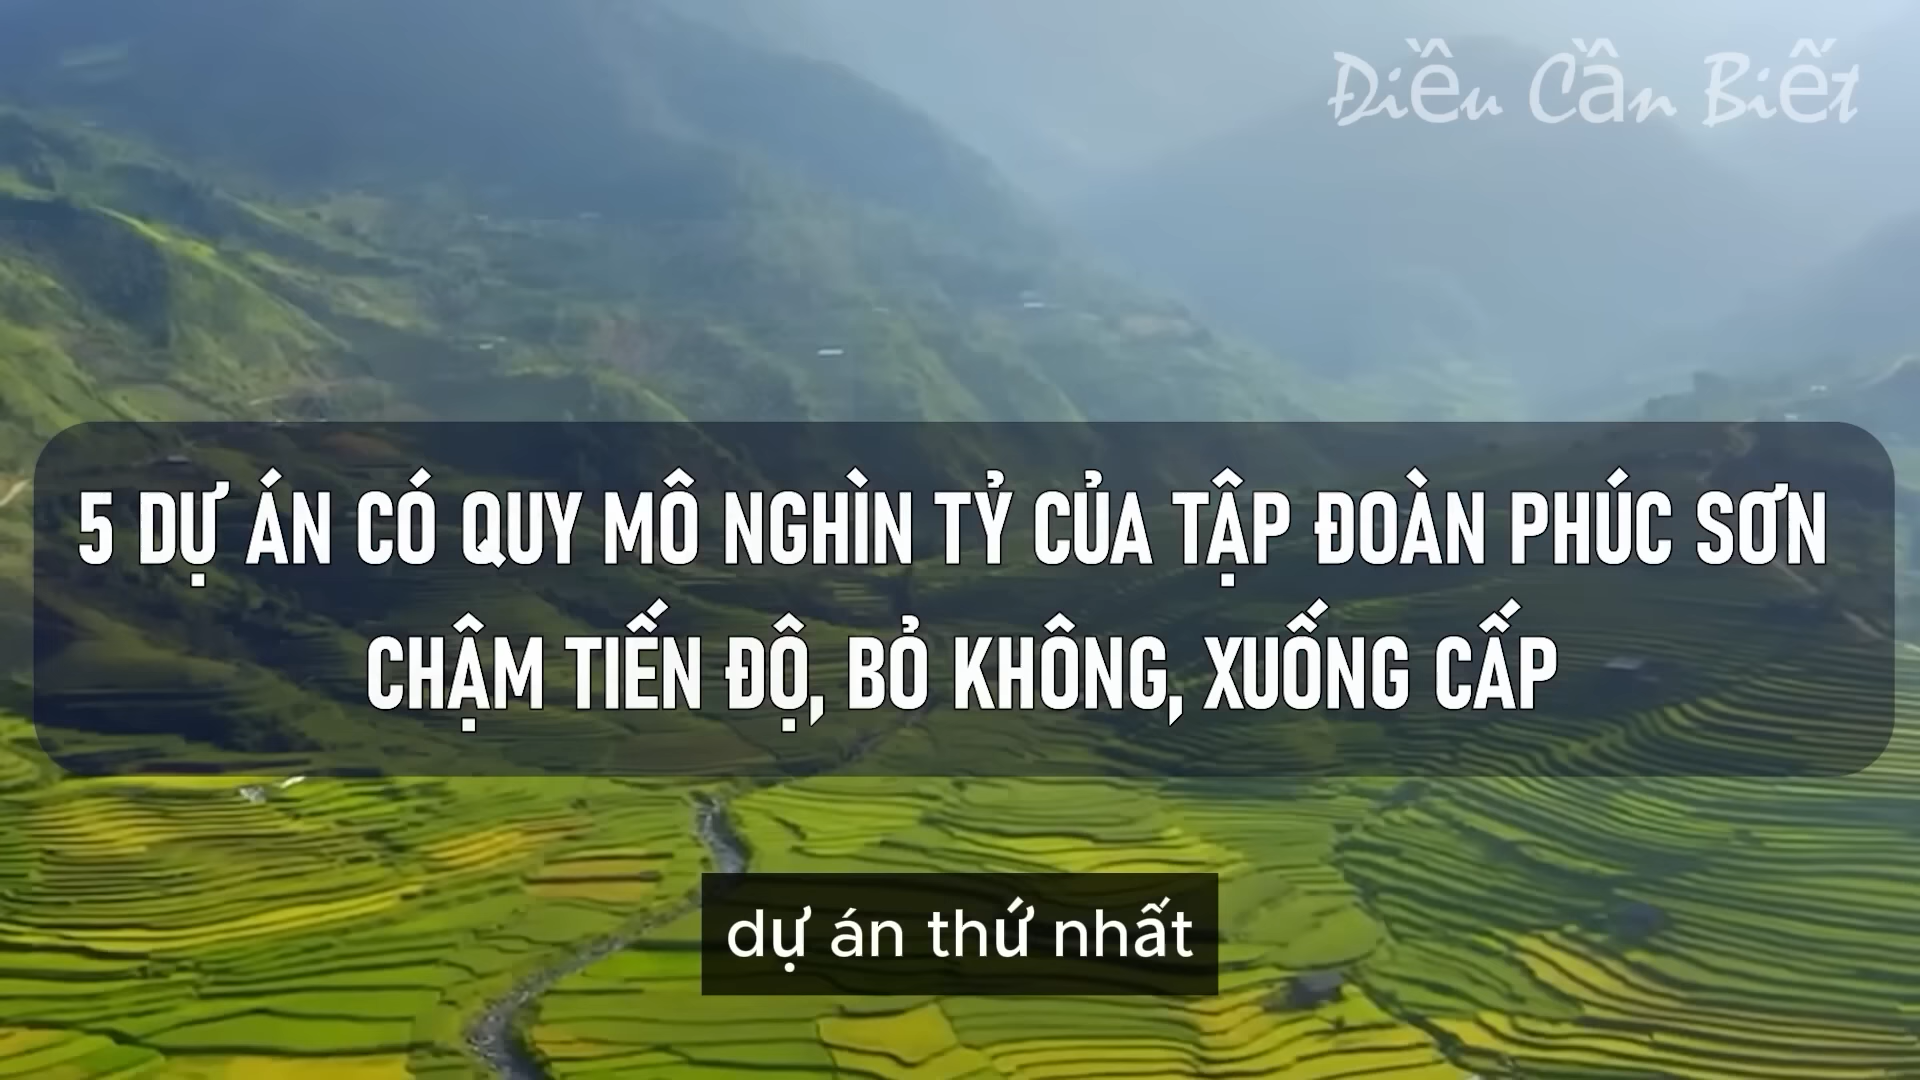 Điều Cần Biết
5 DỰ ÁN CÓ QUY MÔ NGHÌN TỶ CỦA TẬP ĐOÀN PHÚC SƠN
CHẬM TIẾN ĐỘ, BỎ KHÔNG, XUỐNG CẤP
dự án thứ nhất